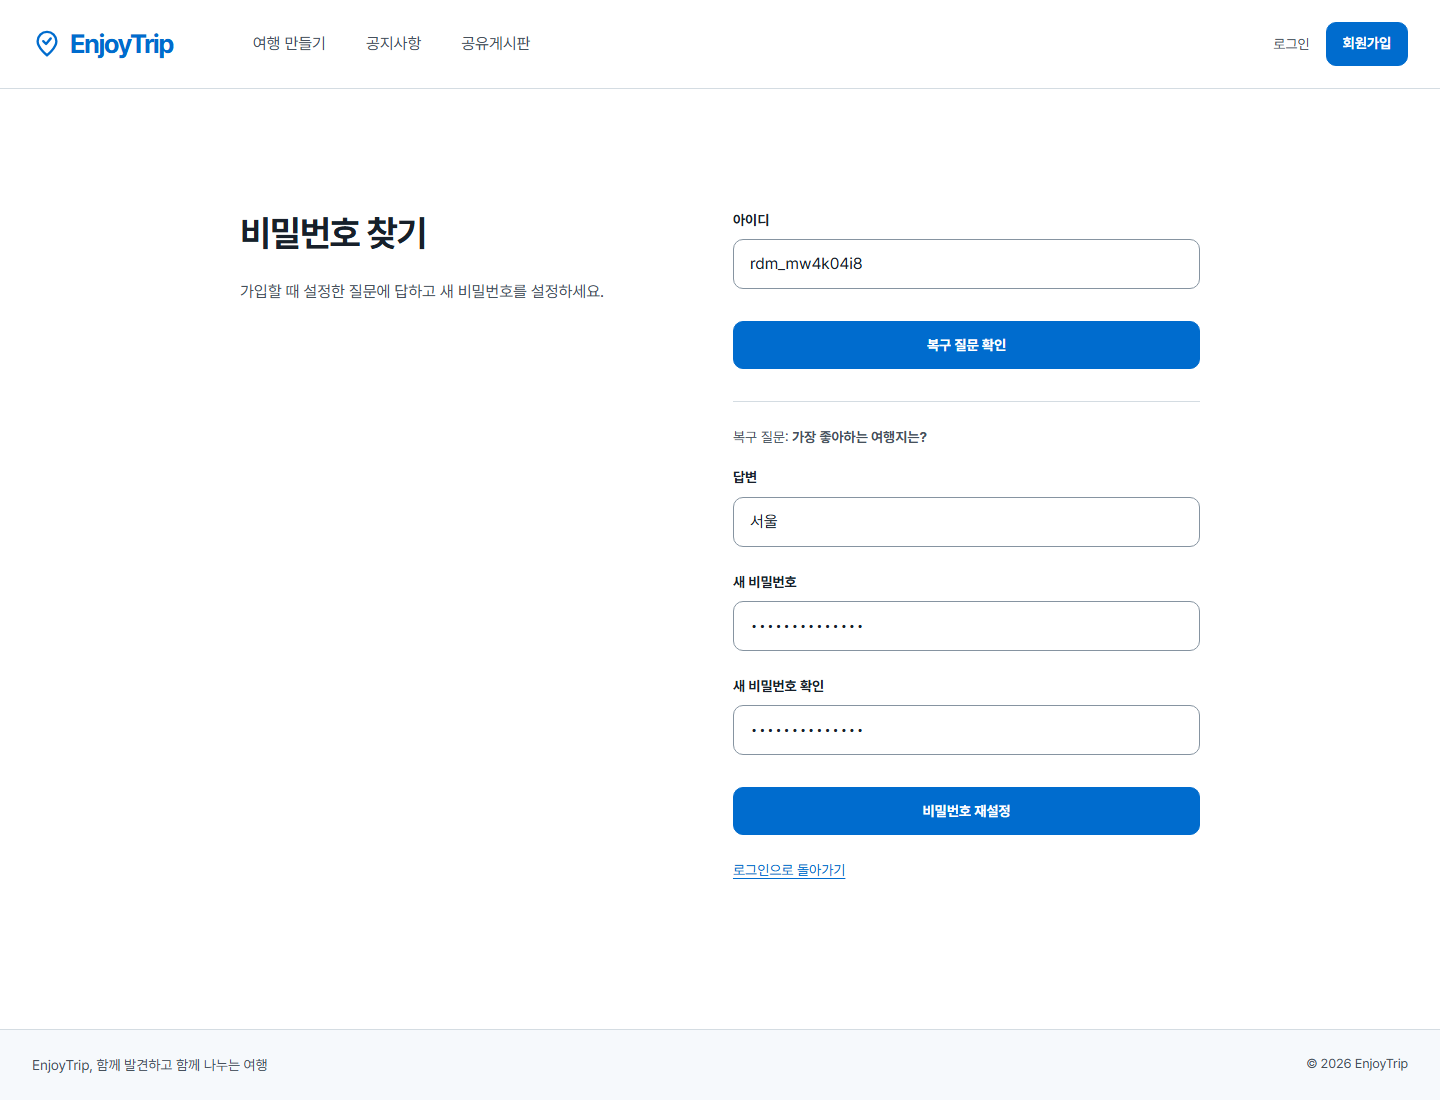 EnjoyTrip
여행 만들기
공지사항
공유게시판
로그인
회원가입
비밀번호 찾기
가입할 때 설정한 질문에 답하고 새 비밀번호를 설정하세요.
아이디
rdm_mw4k04i8
복구 질문 확인
복구 질문: 가장 좋아하는 여행지는?
답변
서울
새 비밀번호
••••••••••••••
새 비밀번호 확인
••••••••••••••
비밀번호 재설정
로그인으로 돌아가기
EnjoyTrip, 함께 발견하고 함께 나누는 여행
© 2026 EnjoyTrip